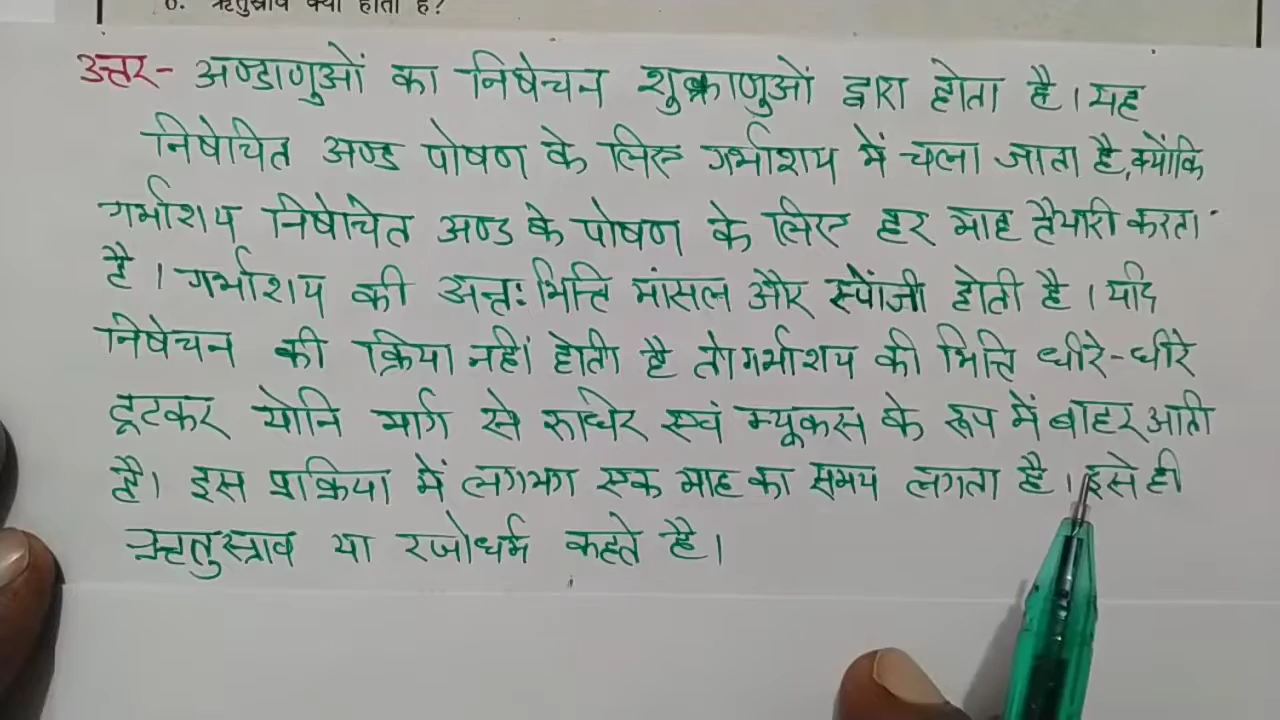 6. ऋतुस्राव क्या होता है?
उत्तर- अण्डाणुओं का निषेचन शुक्राणुओं द्वारा होता है। यह
निषेचित अण्ड पोषण के लिए गर्भाशय में चला जाता है, क्योंकि
गर्भाशय निषेचित अण्ड के पोषण के लिए हर माह तैयारी करता
है। गर्भाशय की अन्तः भित्ति मांसल और स्पोंजी होती है। यदि
निषेचन की क्रिया नहीं होती है तो गर्भाशय की भित्ति धीरे-धीरे
टूटकर योनि मार्ग से रुधिर एवं म्यूकस के रूप में बाहर आती
है। इस प्रक्रिया में लगभग एक माह का समय लगता है। इसे ही
ऋतुस्त्राव या रजोधर्म कहते है।